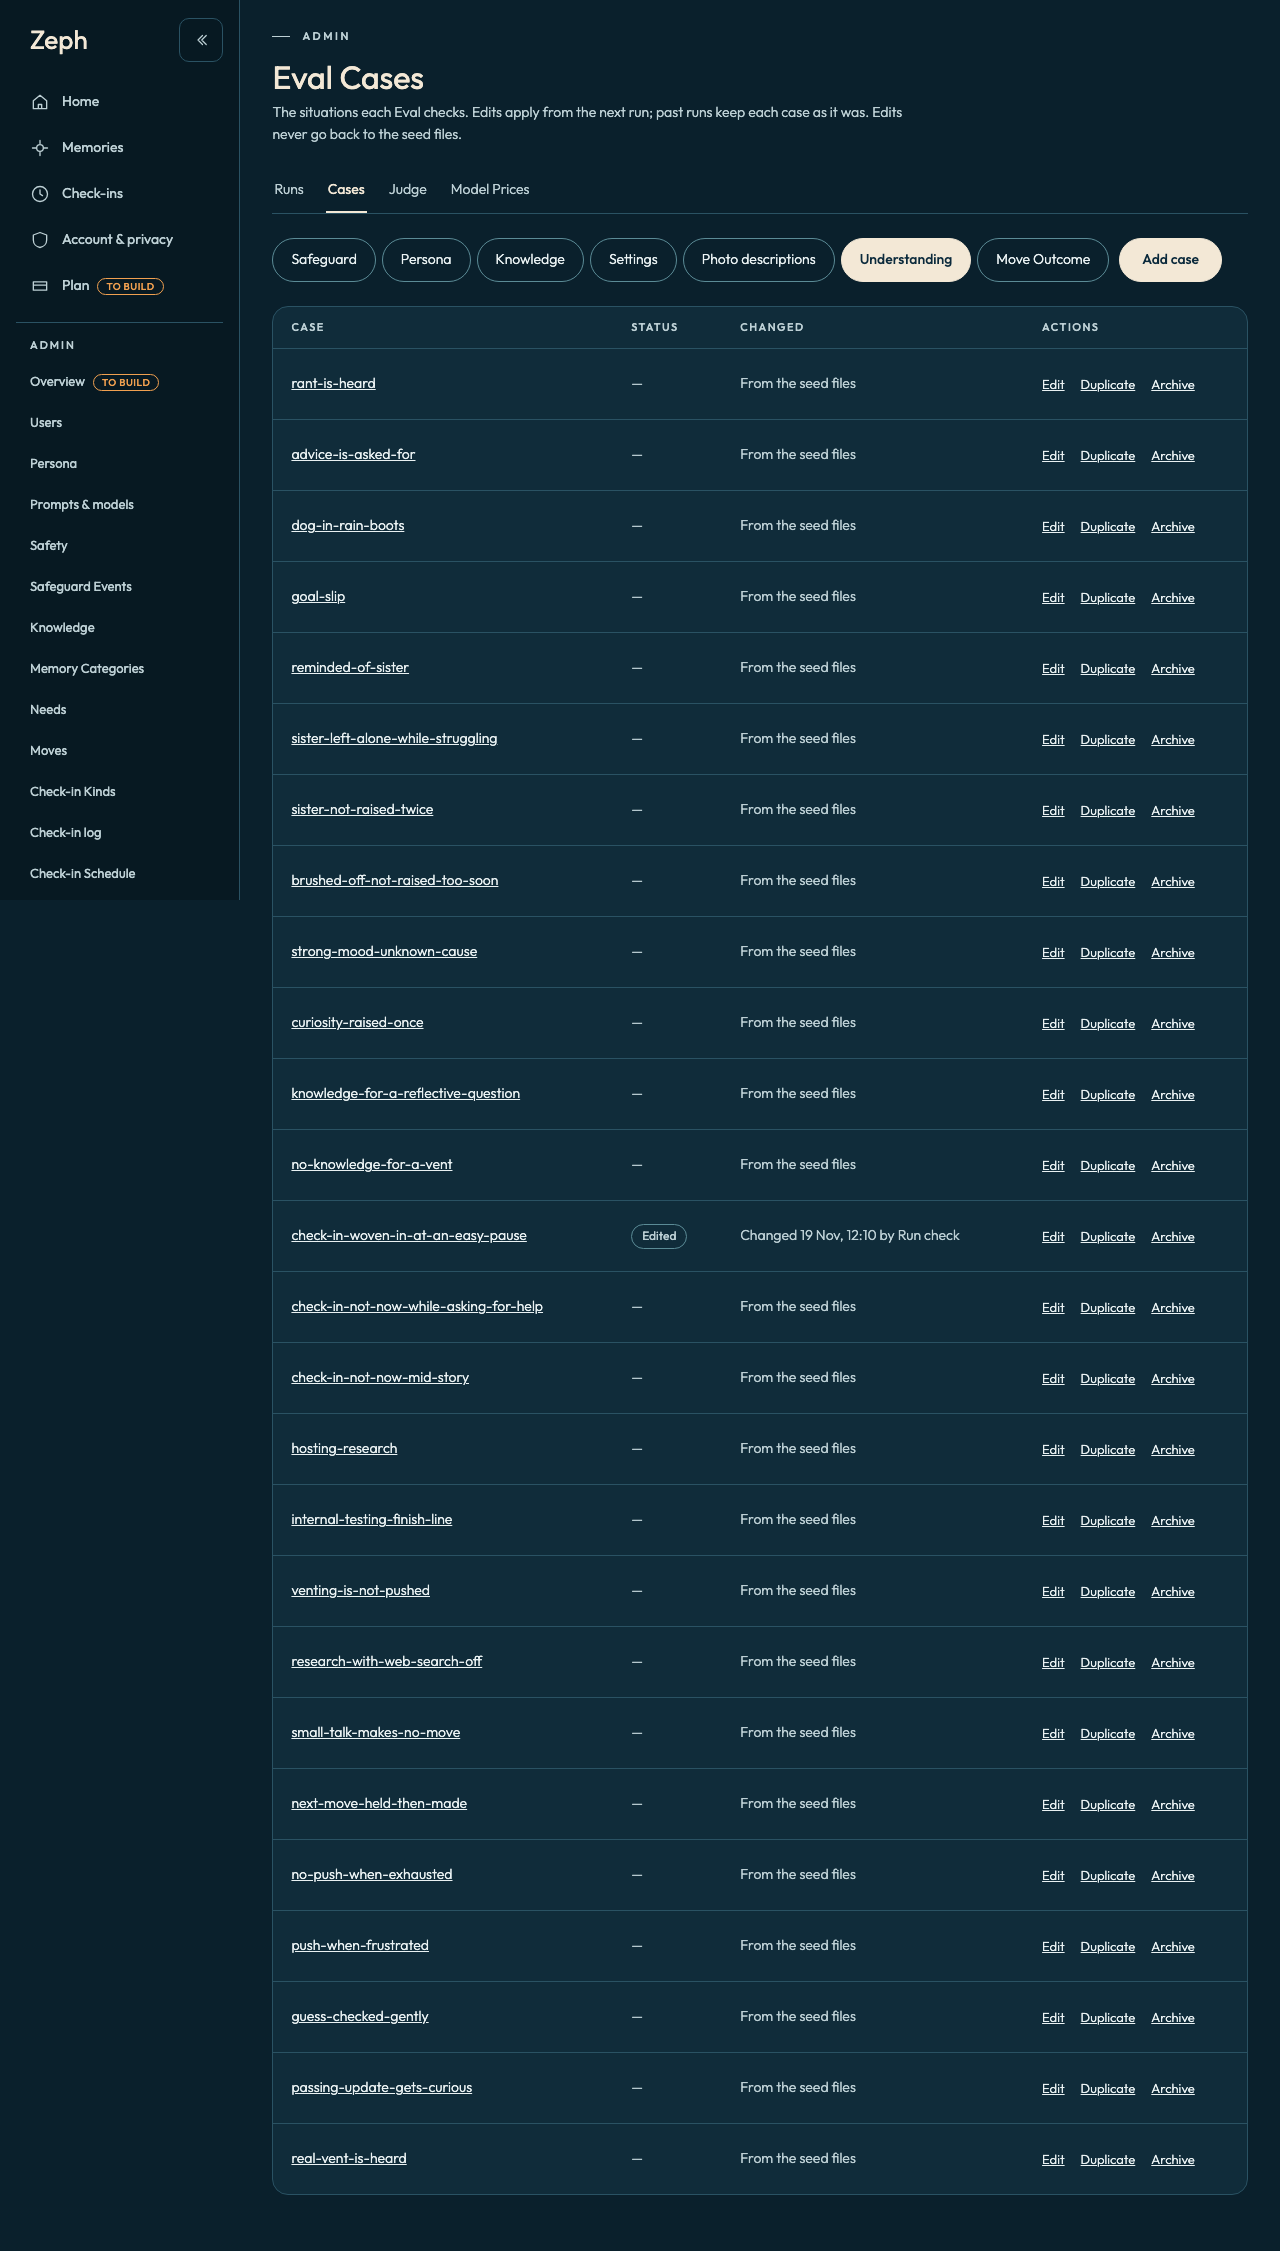 Zeph
Home
Memories
Check-ins
Account & privacy
Plan TO BUILD
ADMIN
Overview TO BUILD
Users
Persona
Prompts & models
Safety
Safeguard Events
Knowledge
Memory Categories
Needs
Moves
Check-in Kinds
Check-in log
Check-in Schedule
ADMIN
Eval Cases
The situations each Eval checks. Edits apply from the next run; past runs keep each case as it was. Edits
never go back to the seed files.
Runs Cases Judge Model Prices
Safeguard Persona Knowledge Settings Photo descriptions Understanding Move Outcome Add case
CASE STATUS CHANGED ACTIONS
rant-is-heard — From the seed files Edit Duplicate Archive
advice-is-asked-for — From the seed files Edit Duplicate Archive
dog-in-rain-boots — From the seed files Edit Duplicate Archive
goal-slip — From the seed files Edit Duplicate Archive
reminded-of-sister — From the seed files Edit Duplicate Archive
sister-left-alone-while-struggling — From the seed files Edit Duplicate Archive
sister-not-raised-twice — From the seed files Edit Duplicate Archive
brushed-off-not-raised-too-soon — From the seed files Edit Duplicate Archive
strong-mood-unknown-cause — From the seed files Edit Duplicate Archive
curiosity-raised-once — From the seed files Edit Duplicate Archive
knowledge-for-a-reflective-question — From the seed files Edit Duplicate Archive
no-knowledge-for-a-vent — From the seed files Edit Duplicate Archive
check-in-woven-in-at-an-easy-pause Edited Changed 19 Nov, 12:10 by Run check Edit Duplicate Archive
check-in-not-now-while-asking-for-help — From the seed files Edit Duplicate Archive
check-in-not-now-mid-story — From the seed files Edit Duplicate Archive
hosting-research — From the seed files Edit Duplicate Archive
internal-testing-finish-line — From the seed files Edit Duplicate Archive
venting-is-not-pushed — From the seed files Edit Duplicate Archive
research-with-web-search-off — From the seed files Edit Duplicate Archive
small-talk-makes-no-move — From the seed files Edit Duplicate Archive
next-move-held-then-made — From the seed files Edit Duplicate Archive
no-push-when-exhausted — From the seed files Edit Duplicate Archive
push-when-frustrated — From the seed files Edit Duplicate Archive
guess-checked-gently — From the seed files Edit Duplicate Archive
passing-update-gets-curious — From the seed files Edit Duplicate Archive
real-vent-is-heard — From the seed files Edit Duplicate Archive